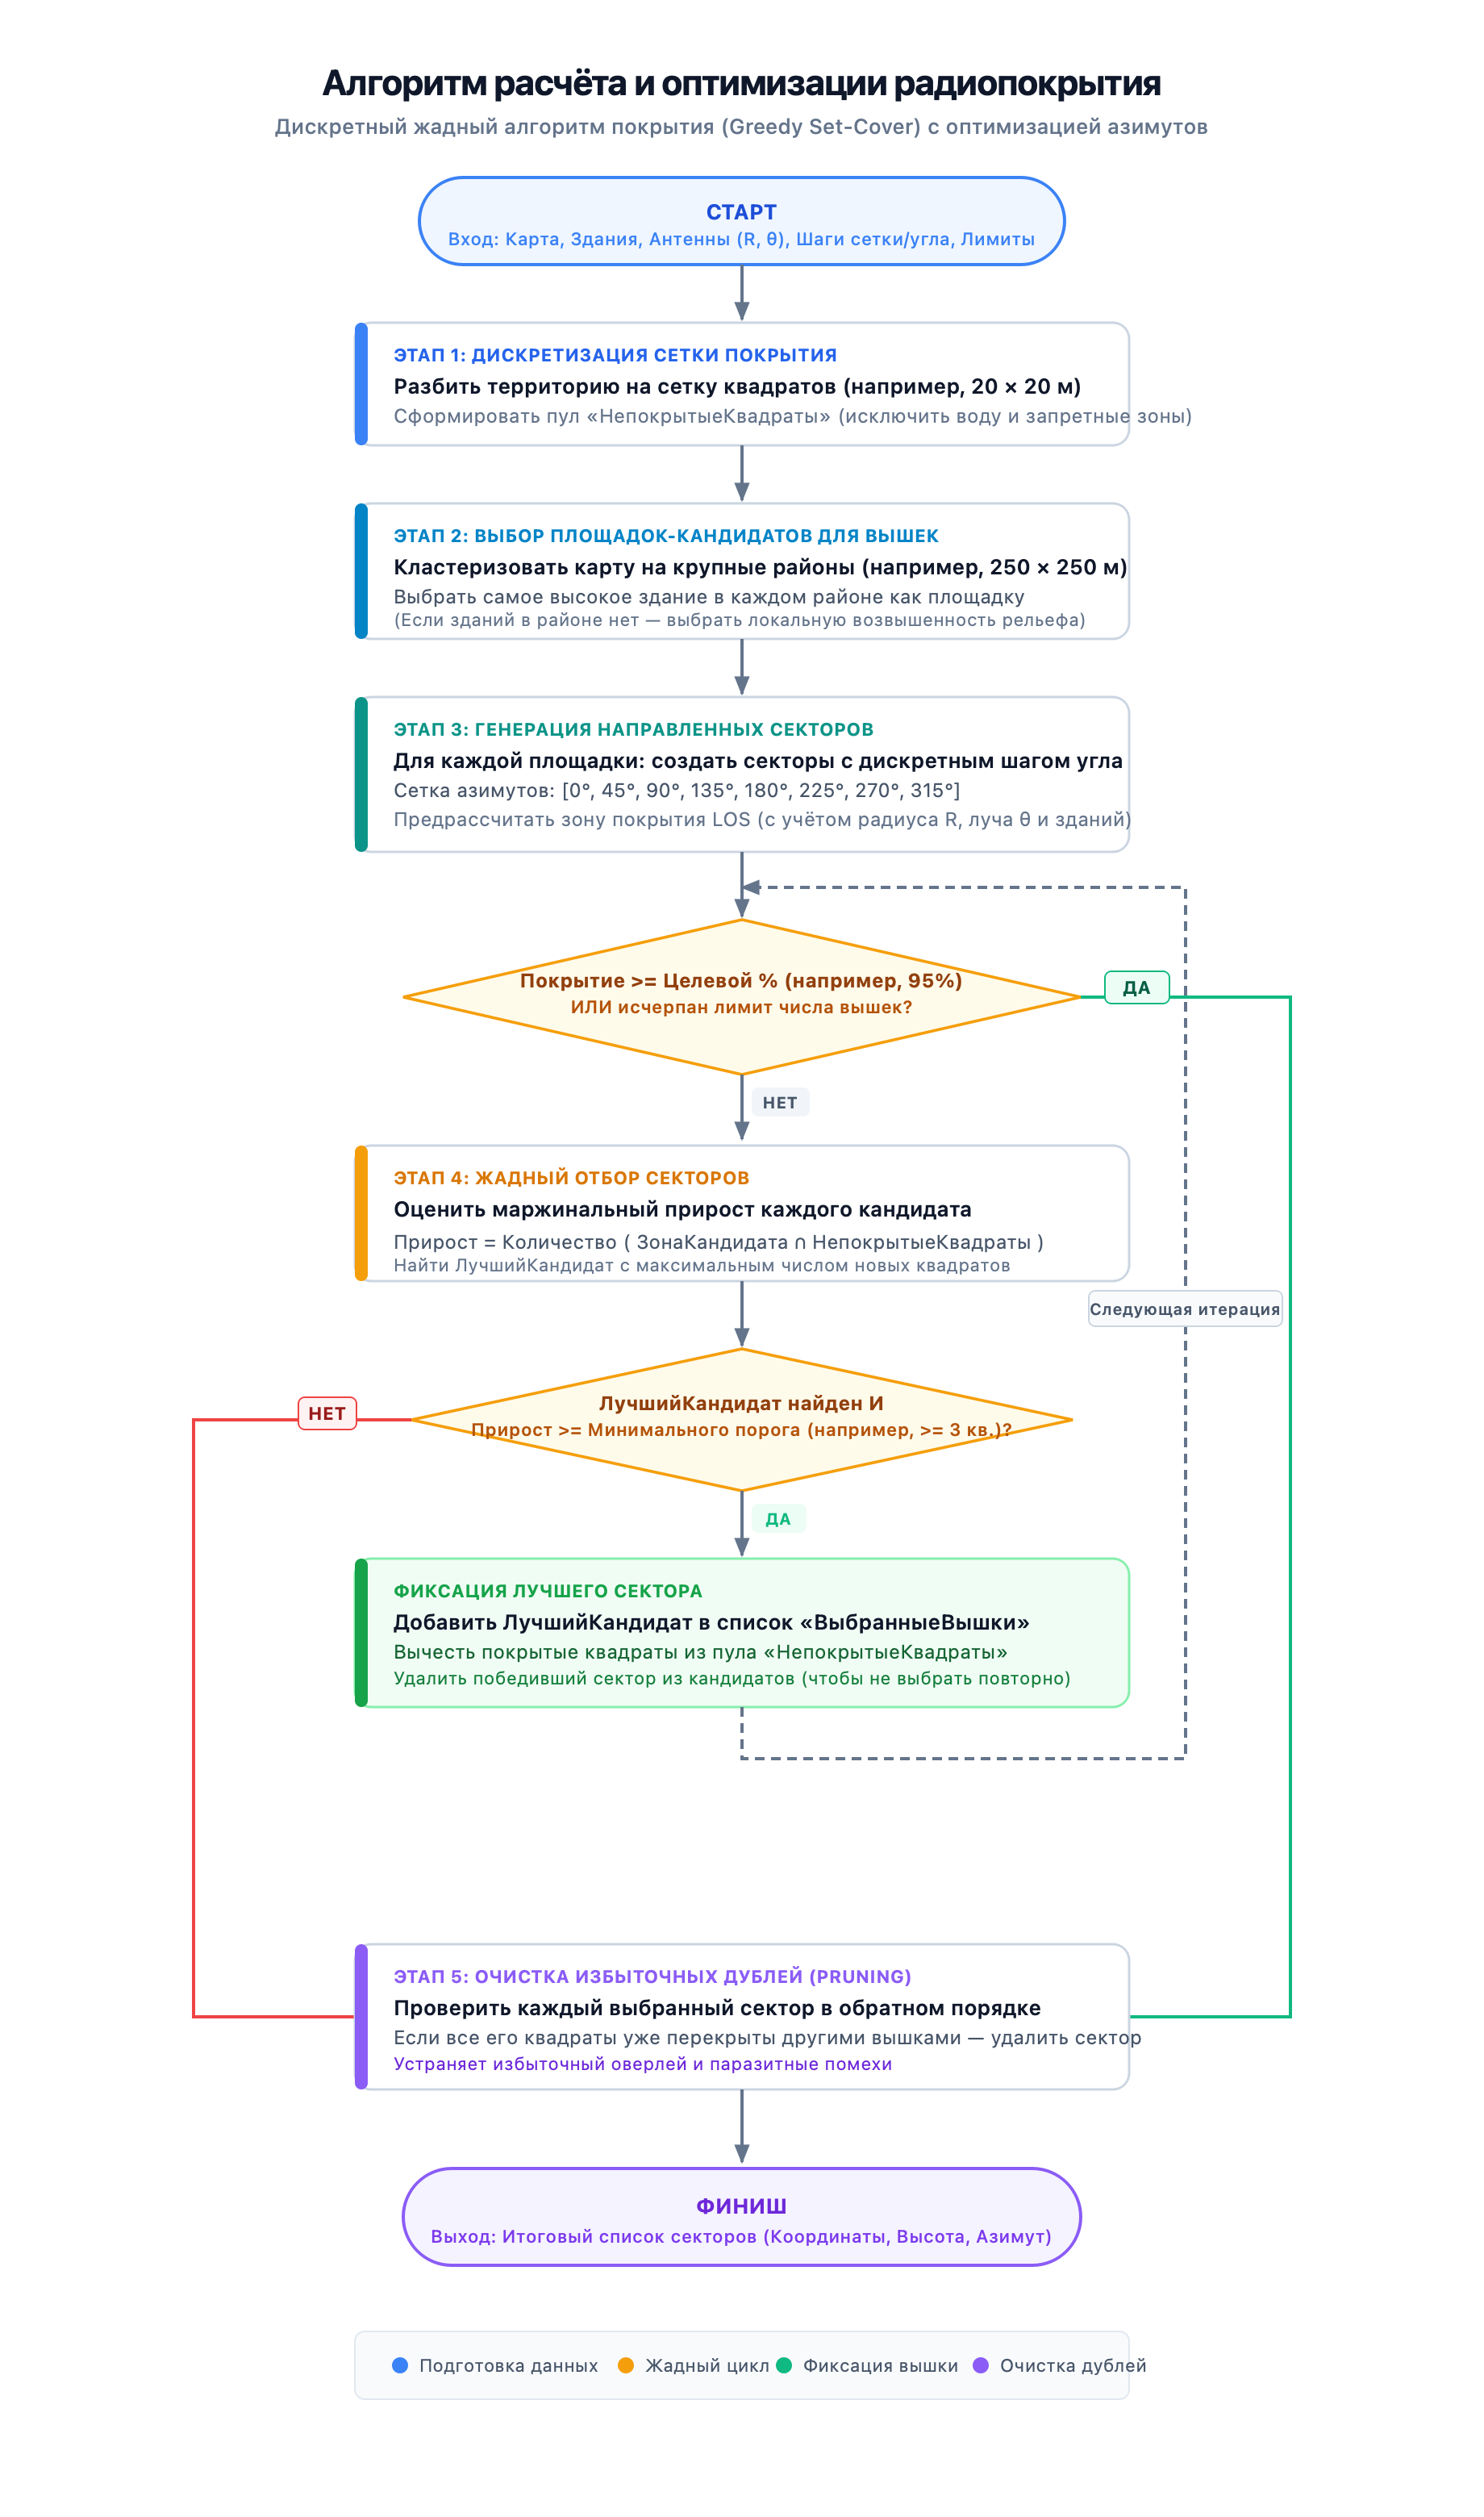 Алгоритм расчёта и оптимизации радиопокрытия
Дискретный жадный алгоритм покрытия (Greedy Set-Cover) с оптимизацией азимутов
СТАРТ
Вход: Карта, Здания, Антенны (R, θ), Шаги сетки/угла, Лимиты
ЭТАП 1: ДИСКРЕТИЗАЦИЯ СЕТКИ ПОКРЫТИЯ
Разбить территорию на сетку квадратов (например, 20 × 20 м)
Сформировать пул «НепокрытыеКвадраты» (исключить воду и запретные зоны)
ЭТАП 2: ВЫБОР ПЛОЩАДОК-КАНДИДАТОВ ДЛЯ ВЫШЕК
Кластеризовать карту на крупные районы (например, 250 × 250 м)
Выбрать самое высокое здание в каждом районе как площадку
(Если зданий в районе нет — выбрать локальную возвышенность рельефа)
ЭТАП 3: ГЕНЕРАЦИЯ НАПРАВЛЕННЫХ СЕКТОРОВ
Для каждой площадки: создать секторы с дискретным шагом угла
Сетка азимутов: [0°, 45°, 90°, 135°, 180°, 225°, 270°, 315°]
Предрассчитать зону покрытия LOS (с учётом радиуса R, луча θ и зданий)
Покрытие >= Целевой % (например, 95%)
ИЛИ исчерпан лимит числа вышек?
ДА
НЕТ
ЭТАП 4: ЖАДНЫЙ ОТБОР СЕКТОРОВ
Оценить маржинальный прирост каждого кандидата
Прирост = Количество ( ЗонаКандидата ∩ НепокрытыеКвадраты )
Найти ЛучшийКандидат с максимальным числом новых квадратов
Следующая итерация
ЛучшийКандидат найден И
Прирост >= Минимального порога (например, >= 3 кв.)?
НЕТ
ДА
ФИКСАЦИЯ ЛУЧШЕГО СЕКТОРА
Добавить ЛучшийКандидат в список «ВыбранныеВышки»
Вычесть покрытые квадраты из пула «НепокрытыеКвадраты»
Удалить победивший сектор из кандидатов (чтобы не выбрать повторно)
ЭТАП 5: ОЧИСТКА ИЗБЫТОЧНЫХ ДУБЛЕЙ (PRUNING)
Проверить каждый выбранный сектор в обратном порядке
Если все его квадраты уже перекрыты другими вышками — удалить сектор
Устраняет избыточный оверлей и паразитные помехи
ФИНИШ
Выход: Итоговый список секторов (Координаты, Высота, Азимут)
Подготовка данных
Жадный цикл
Фиксация вышки
Очистка дублей